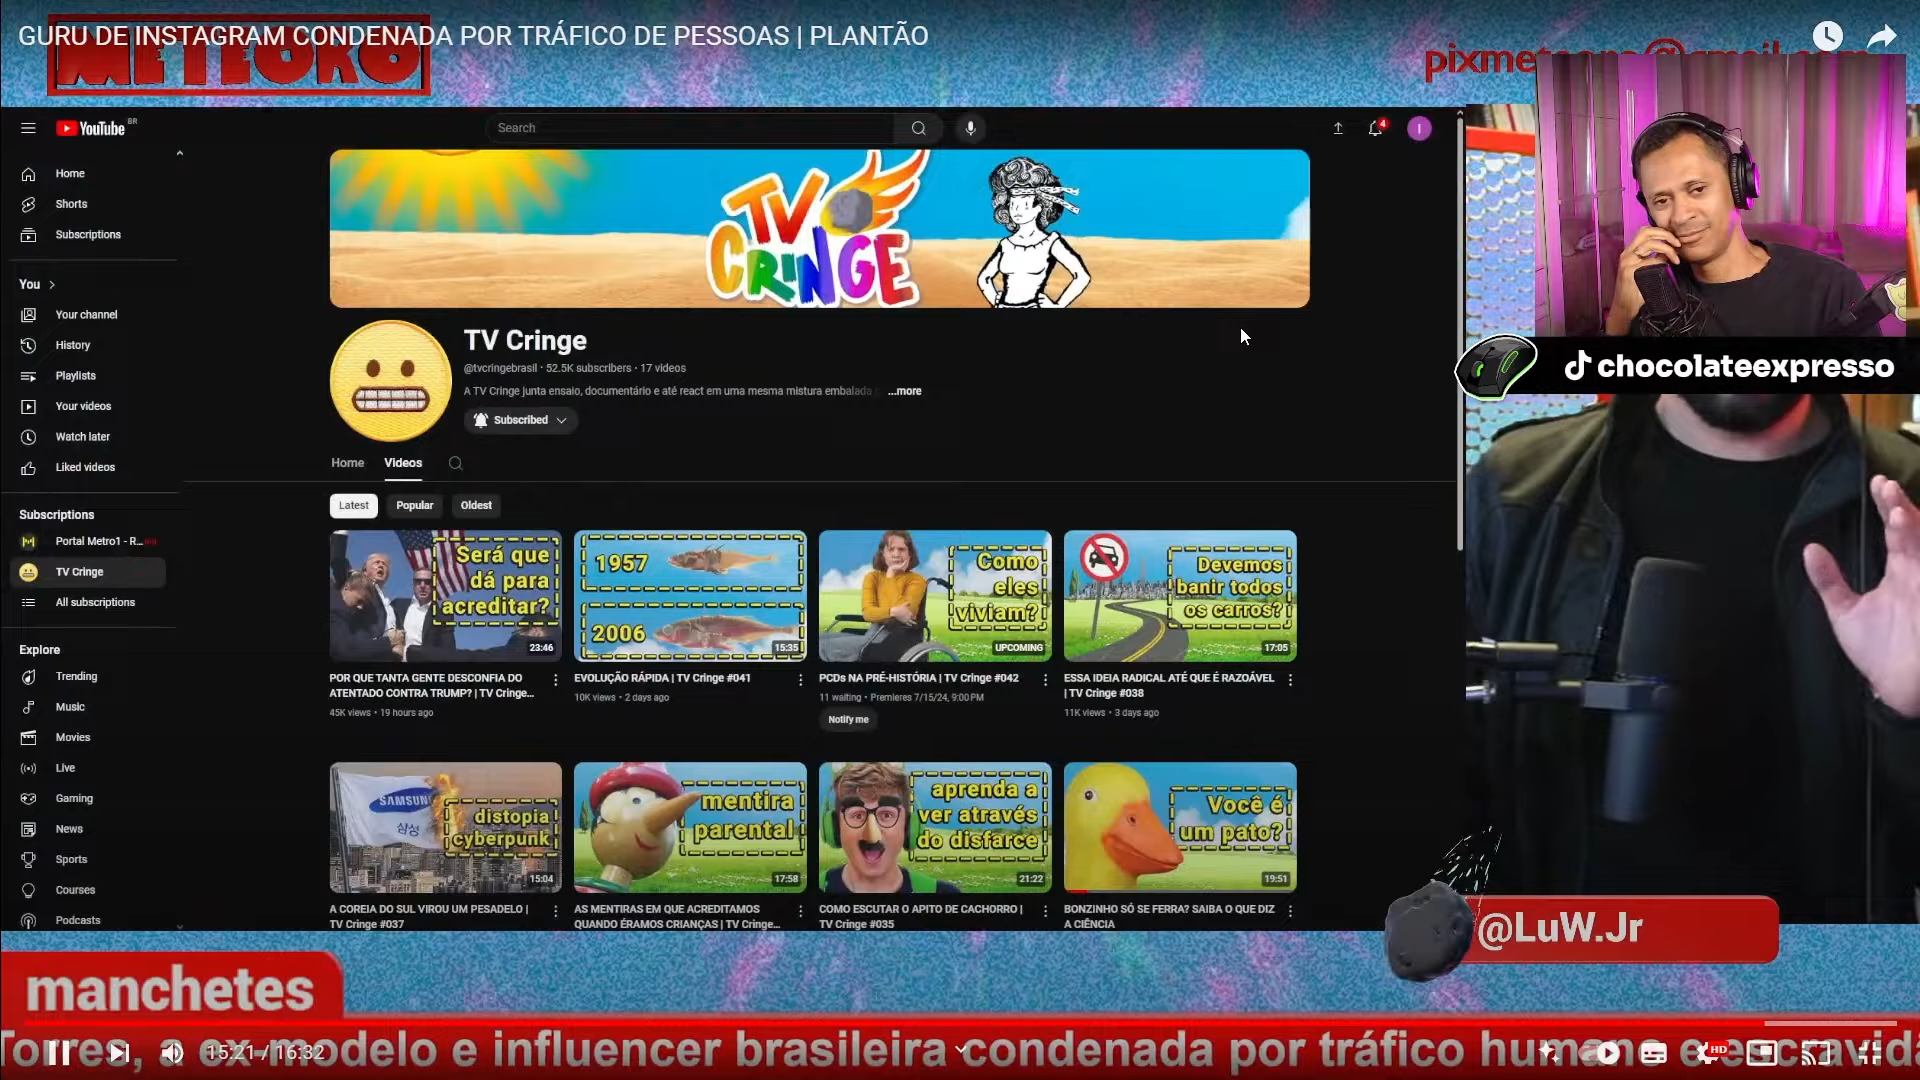 GURU DE INSTAGRAM CONDENADA POR TRÁFICO DE PESSOAS | PLANTÃO
METEORO
YouTube BR
Search
4
I
Home
Shorts
Subscriptions
You
Your channel
History
Playlists
Your videos
Watch later
Liked videos
Subscriptions
Portal Metro1 - R...
TV Cringe
All subscriptions
Explore
Trending
Music
Movies
Live
Gaming
News
Sports
Courses
Podcasts
TV
CRINGE
TV Cringe
@tvcringebrasil · 52.5K subscribers · 17 videos
A TV Cringe junta ensaio, documentário e até react em uma mesma mistura embalada
...more
Subscribed
Home
Videos
Latest
Popular
Oldest
Será que
dá para
acreditar?
23:46
POR QUE TANTA GENTE DESCONFIA DO
ATENTADO CONTRA TRUMP? | TV Cringe...
45K views • 19 hours ago
1957
2006
15:35
EVOLUÇÃO RÁPIDA | TV Cringe #041
10K views • 2 days ago
Como
eles
viviam?
UPCOMING
PCDs NA PRÉ-HISTÓRIA | TV Cringe #042
11 waiting • Premieres 7/15/24, 9:00 PM
Notify me
Devemos
banir todos
os carros?
17:05
ESSA IDEIA RADICAL ATÉ QUE É RAZOÁVEL
| TV Cringe #038
11K views • 3 days ago
SAMSUNG
삼성
distopia
cyberpunk
15:04
A COREIA DO SUL VIROU UM PESADELO |
TV Cringe #037
mentira
parental
17:58
AS MENTIRAS EM QUE ACREDITAMOS
QUANDO ÉRAMOS CRIANÇAS | TV Cringe...
aprenda a
ver através
do disfarce
21:22
COMO ESCUTAR O APITO DE CACHORRO |
TV Cringe #035
Você é
um pato?
19:51
BONZINHO SÓ SE FERRA? SAIBA O QUE DIZ
A CIÊNCIA
chocolateexpresso
@LuW.Jr
manchetes
Torres, a ex-modelo e influencer brasileira condenada por tráfico humano e escravid
15:21 / 16:32
HD